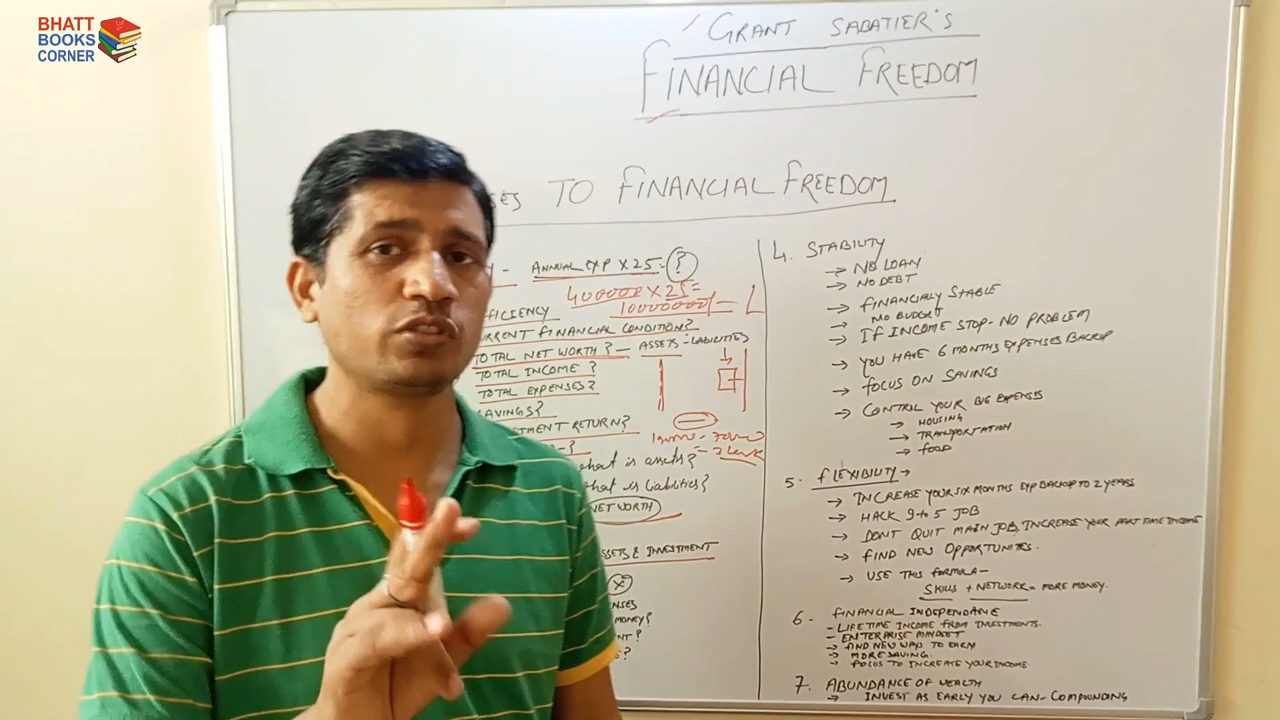 BHATT
BOOKS
CORNER
GRANT SABATIER'S
FINANCIAL FREEDOM
TO FINANCIAL FREEDOM
ANNUAL EXP X 25 = ?
400000 X 25 =
10000000/-
CURRENT FINANCIAL CONDITION?
TOTAL NET WORTH? - ASSETS - LIABILITIES
TOTAL INCOME?
TOTAL EXPENSES?
SAVINGS?
RETURN?
what is assets?
what is liabilities?
NET WORTH
ASSETS & INVESTMENT
4. STABILITY
→ NO LOAN
→ NO DEBT
→ FINANCIALLY STABLE
→ NO BUDGET
→ IF INCOME STOP - NO PROBLEM
→ YOU HAVE 6 MONTHS EXPENSES BACKUP
→ FOCUS ON SAVINGS
→ CONTROL YOUR BIG EXPENSES
→ HOUSING
→ TRANSPORTATION
→ FOOD
5. FLEXIBILITY →
→ INCREASE YOUR SIX MONTHS EXP BACKUP TO 2 YEARS
→ HACK 9 to 5 JOB
→ DONT QUIT MAIN JOB, INCREASE YOUR PART TIME INCOME
→ FIND NEW OPPORTUNITES.
→ USE THIS FORMULA -
SKILLS + NETWORK = MORE MONEY.
6 - FINANCIAL INDEPENDANE
- LIFETIME INCOME FROM INVESTMENTS.
- ENTERPRISE MINDSET
→ FIND NEW WAYS TO EARN
→ MORE SAVING.
→ FOCUS TO INCREASE YOUR INCOME.
7. ABUNDANCE OF WEALTH
→ INVEST AS EARLY YOU CAN - COMPOUNDING